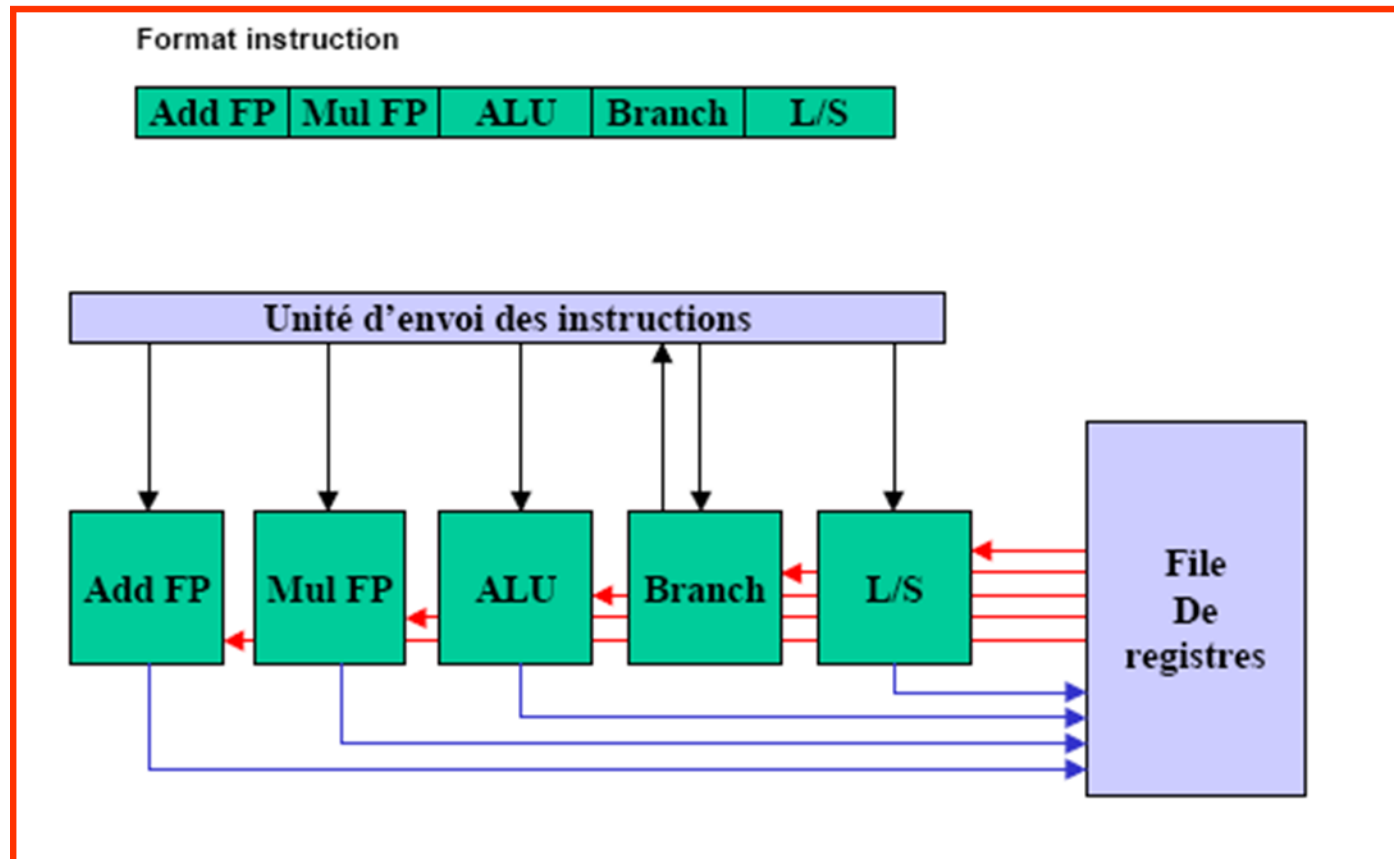 Format instruction
Add FP Mul FP ALU Branch L/S
Unité d’envoi des instructions
Add FP Mul FP ALU Branch L/S
File
De
registres